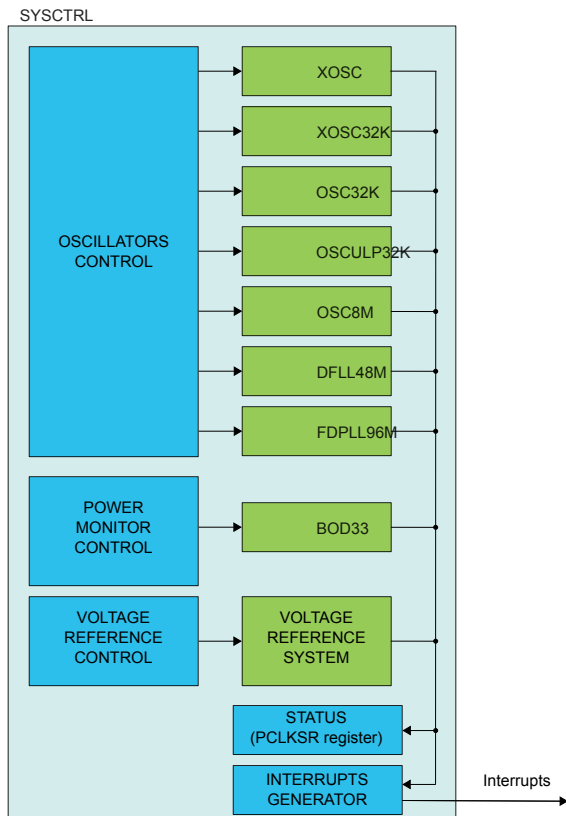 SYSCTRL
OSCILLATORS
CONTROL
XOSC
XOSC32K
OSC32K
OSCULP32K
OSC8M
DFLL48M
FDPLL96M
POWER
MONITOR
CONTROL
BOD33
VOLTAGE
REFERENCE
CONTROL
VOLTAGE
REFERENCE
SYSTEM
STATUS
(PCLKSR register)
INTERRUPTS
GENERATOR
Interrupts